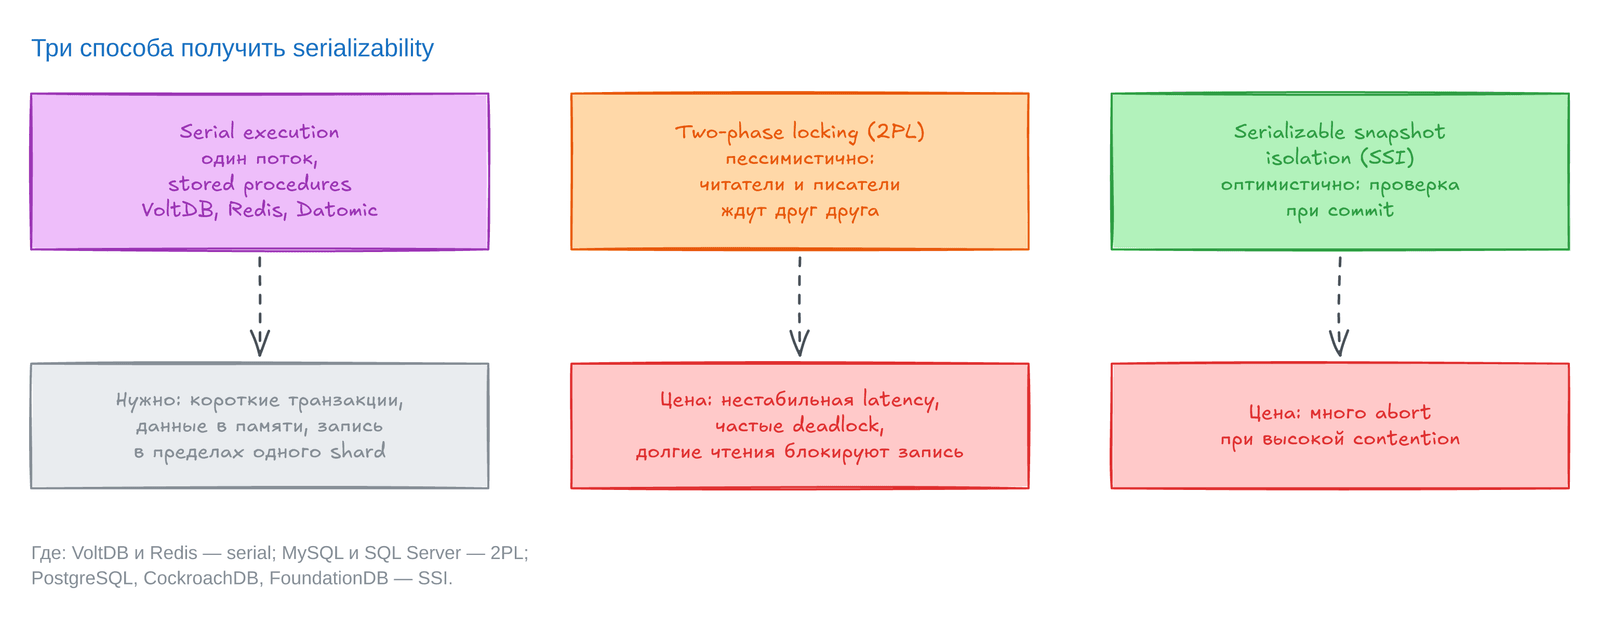 Три способа получить serializability
Serial execution
один поток,
stored procedures
VoltDB, Redis, Datomic
Two-phase locking (2PL)
пессимистично:
читатели и писатели
ждут друг друга
Serializable snapshot
isolation (SSI)
оптимистично: проверка
при commit
Нужно: короткие транзакции,
данные в памяти, запись
в пределах одного shard
Цена: нестабильная latency,
частые deadlock,
долгие чтения блокируют запись
Цена: много abort
при высокой contention
Где: VoltDB и Redis — serial; MySQL и SQL Server — 2PL;
PostgreSQL, CockroachDB, FoundationDB — SSI.